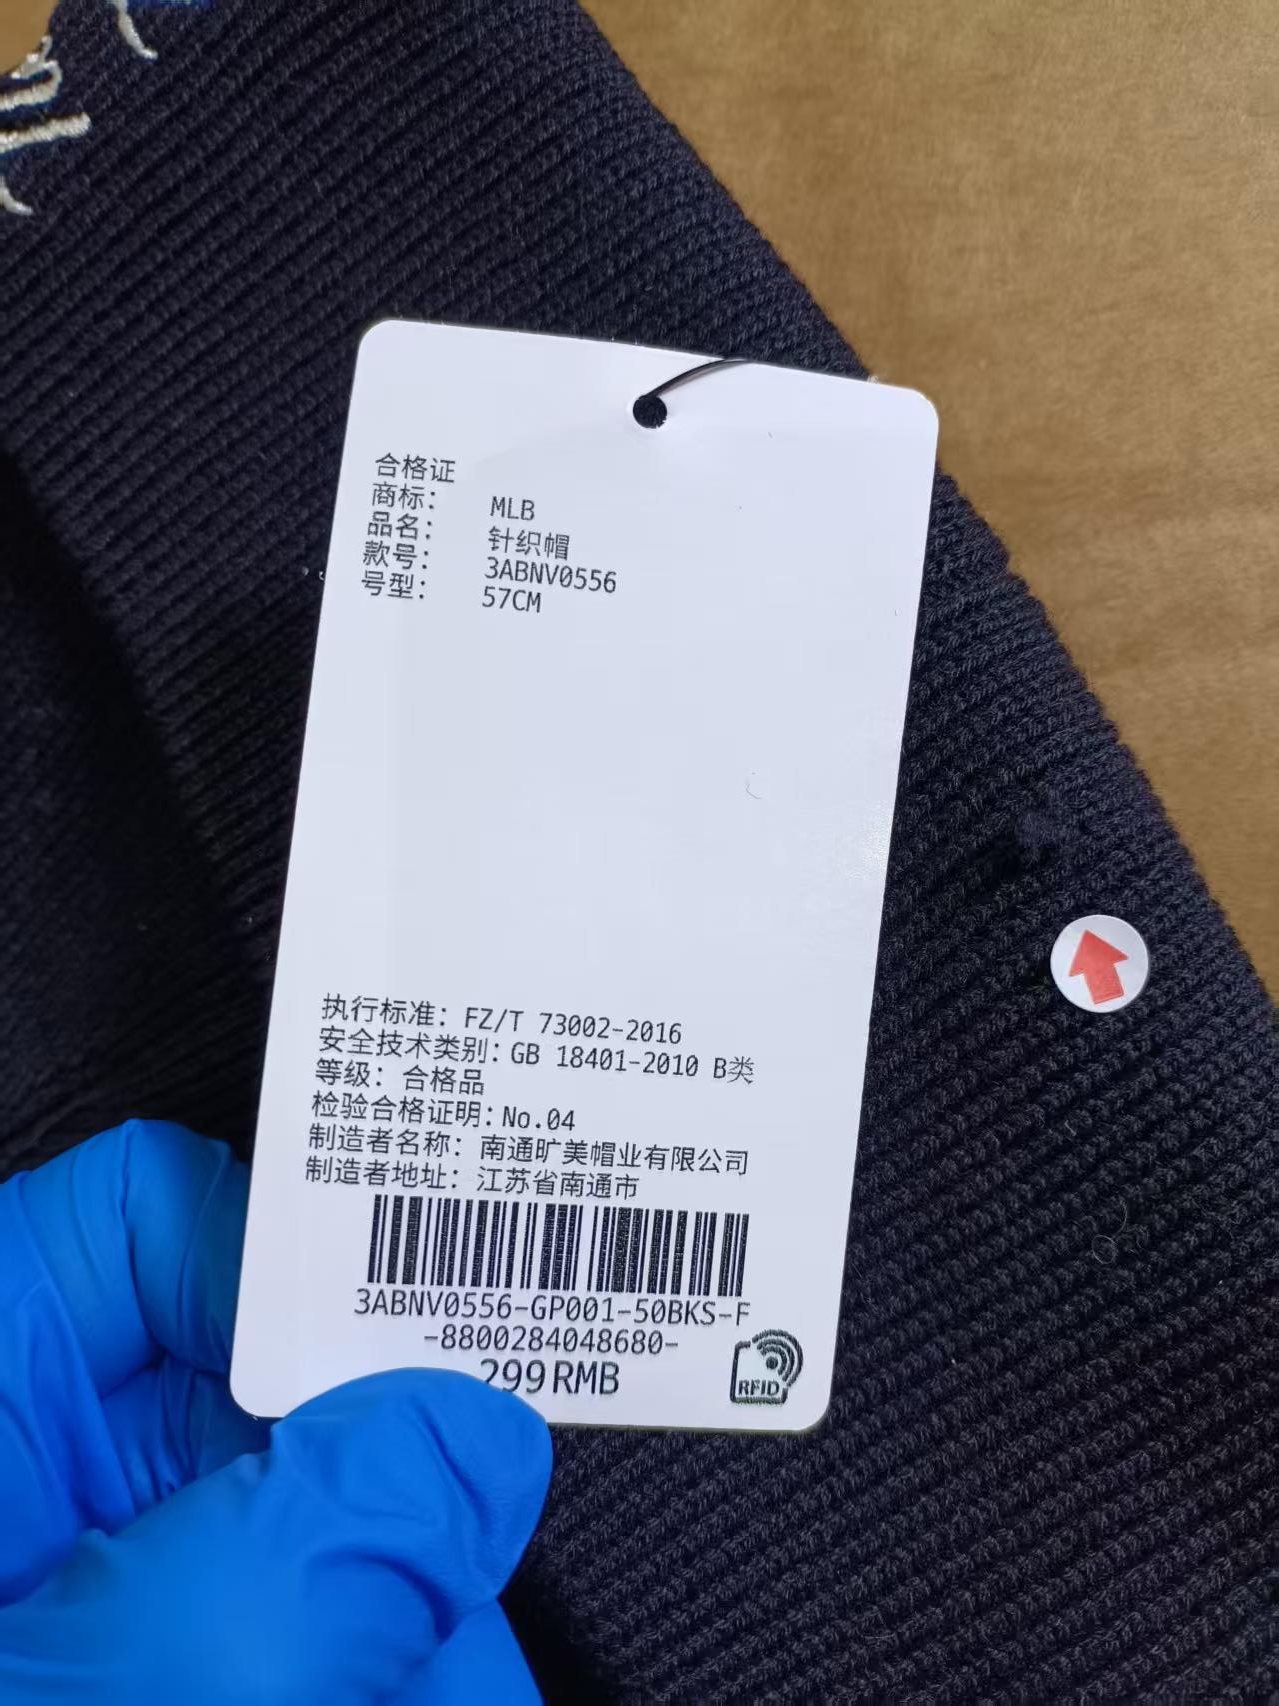 合格证
商标： MLB
品名： 针织帽
款号： 3ABNV0556
号型： 57CM
执行标准：FZ/T 73002-2016
安全技术类别：GB 18401-2010 B类
等级：合格品
检验合格证明：No.04
制造者名称：南通旷美帽业有限公司
制造者地址：江苏省南通市
3ABNV0556-GP001-50BKS-F
-8800284048680-
299RMB
RFID